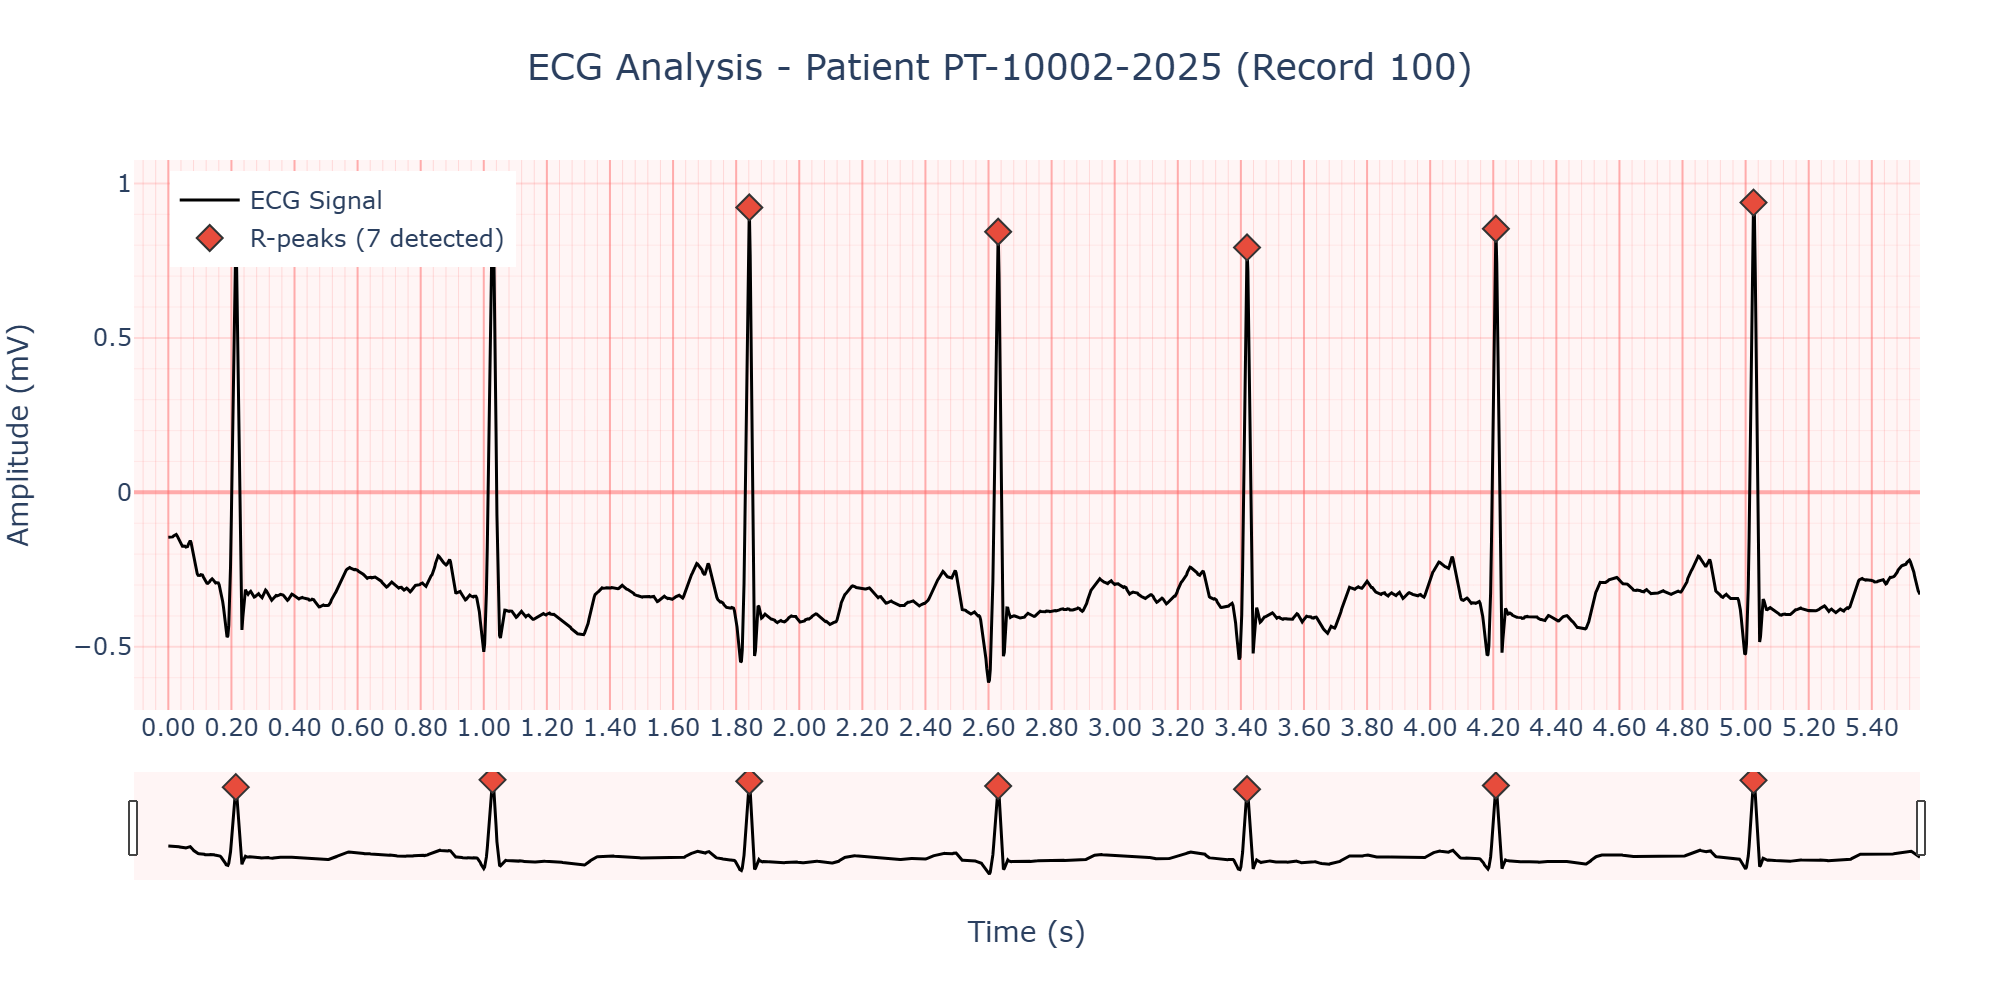 ECG Analysis - Patient PT-10002-2025 (Record 100)
ECG Signal
R-peaks (7 detected)
Amplitude (mV)
1
0.5
0
−0.5
0.00 0.20 0.40 0.60 0.80 1.00 1.20 1.40 1.60 1.80 2.00 2.20 2.40 2.60 2.80 3.00 3.20 3.40 3.60 3.80 4.00 4.20 4.40 4.60 4.80 5.00 5.20 5.40
Time (s)